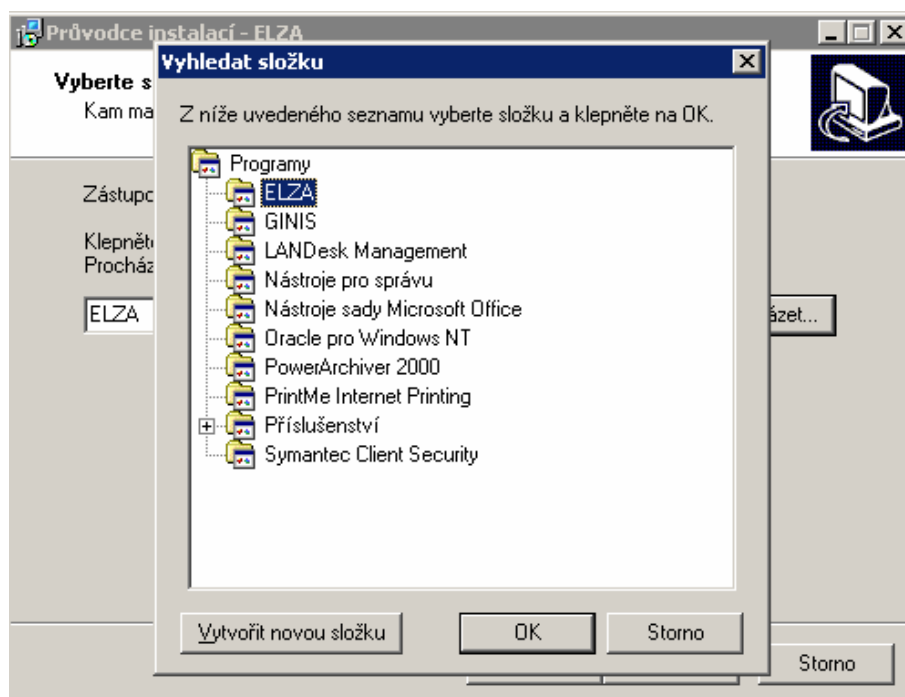 Průvodce instalací - ELZA
Vyhledat složku
Vyberte s
Kam ma
Z níže uvedeného seznamu vyberte složku a klepněte na OK.
Programy
ELZA
GINIS
LANDesk Management
Nástroje pro správu
Nástroje sady Microsoft Office
Oracle pro Windows NT
PowerArchiver 2000
PrintMe Internet Printing
Příslušenství
Symantec Client Security
Zástupc
Klepněte
Procház
ELZA
ázet...
Vytvořit novou složku
OK
Storno
Storno